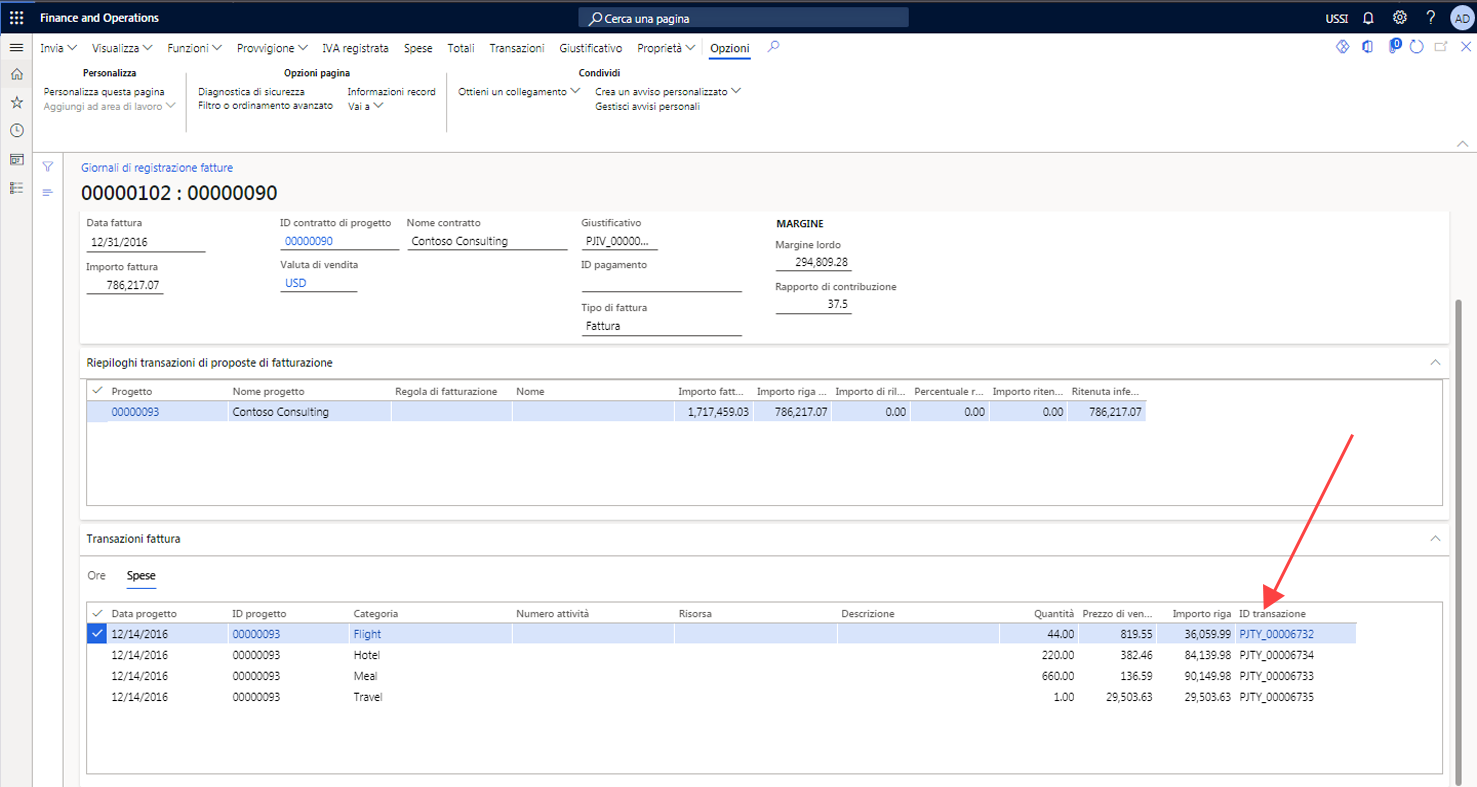 Finance and Operations
Cerca una pagina
USSI
?
AD
Invia Visualizza Funzioni Provvigione IVA registrata Spese Totali Transazioni Giustificativo Proprietà Opzioni
0
Personalizza
Personalizza questa pagina
Aggiungi ad area di lavoro
Opzioni pagina
Diagnostica di sicurezza Informazioni record
Filtro o ordinamento avanzato Vai a
Condividi
Ottieni un collegamento Crea un avviso personalizzato
Gestisci avvisi personali
Giornali di registrazione fatture
00000102 : 00000090
Data fattura
12/31/2016
Importo fattura
786,217.07
ID contratto di progetto
00000090
Valuta di vendita
USD
Nome contratto
Contoso Consulting
Giustificativo
PJIV_00000...
ID pagamento
Tipo di fattura
Fattura
MARGINE
Margine lordo
294,809.28
Rapporto di contribuzione
37.5
Riepiloghi transazioni di proposte di fatturazione
Progetto Nome progetto Regola di fatturazione Nome Importo fatt... Importo riga ... Importo di ril... Percentuale r... Importo riten... Ritenuta infe...
00000093 Contoso Consulting 1,717,459.03 786,217.07 0.00 0.00 0.00 786,217.07
Transazioni fattura
Ore Spese
Data progetto ID progetto Categoria Numero attività Risorsa Descrizione Quantità Prezzo di ven... Importo riga ID transazione
12/14/2016 00000093 Flight 44.00 819.55 36,059.99 PJTY_00006732
12/14/2016 00000093 Hotel 220.00 382.46 84,139.98 PJTY_00006734
12/14/2016 00000093 Meal 660.00 136.59 90,149.98 PJTY_00006733
12/14/2016 00000093 Travel 1.00 29,503.63 29,503.63 PJTY_00006735